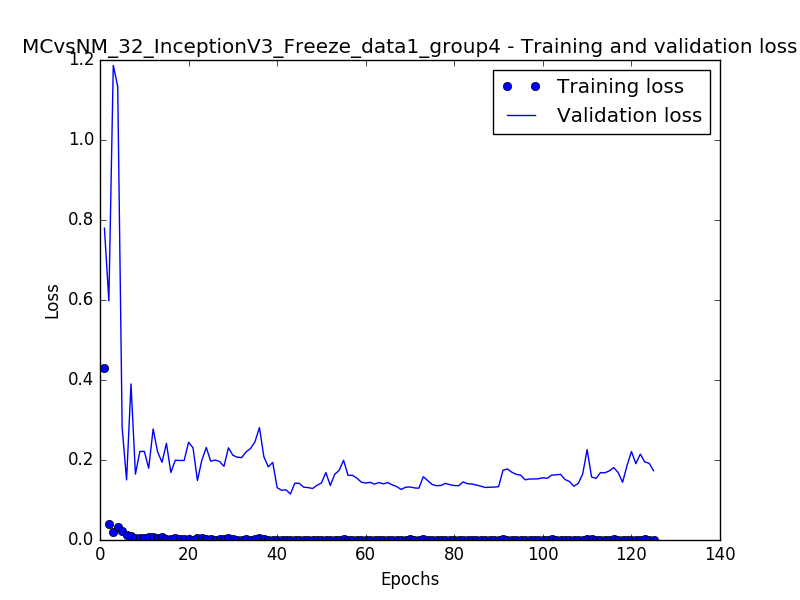 MCvsNM_32_InceptionV3_Freeze_data1_group4 - Training and validation loss
1.2
1.0
0.8
0.6
0.4
0.2
0.0
Loss
Training loss
Validation loss
0 20 40 60 80 100 120 140
Epochs